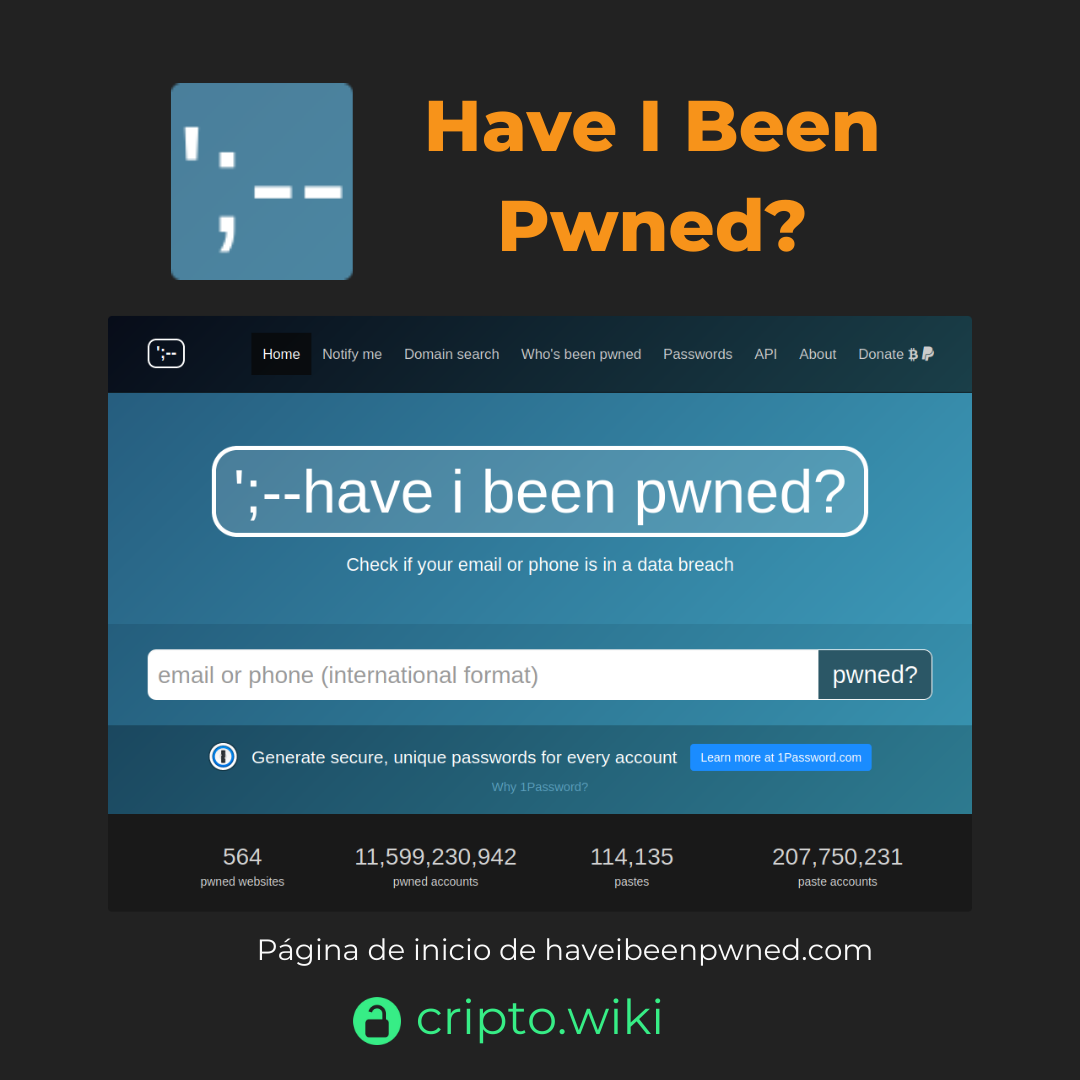 ';--
Have I Been
Pwned?
';--
Home Notify me Domain search Who's been pwned Passwords API About Donate
';--have i been pwned?
Check if your email or phone is in a data breach
email or phone (international format) pwned?
Generate secure, unique passwords for every account Learn more at 1Password.com
Why 1Password?
564 11,599,230,942 114,135 207,750,231
pwned websites pwned accounts pastes paste accounts
Página de inicio de haveibeenpwned.com
cripto.wiki